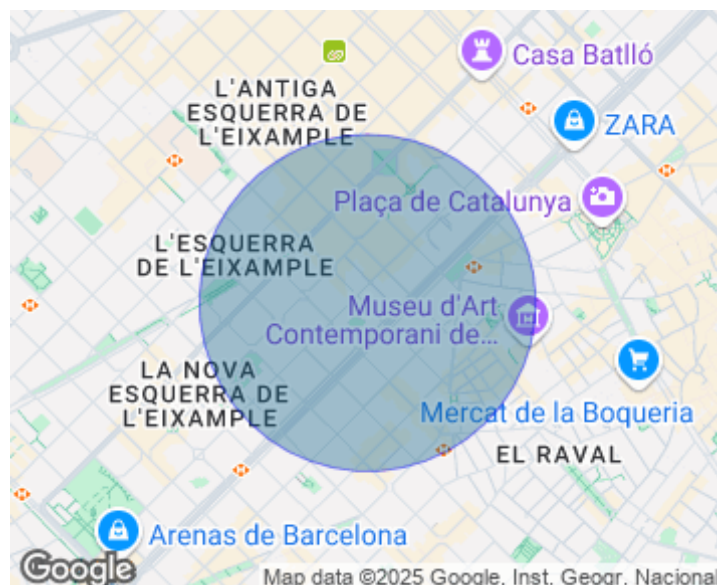 Casa Batlló
L'ANTIGA
ESQUERRA DE
L'EIXAMPLE
ZARA
Plaça de Catalunya
L'ESQUERRA
DE L'EIXAMPLE
Museu d'Art
Contemporani de...
LA NOVA
ESQUERRA DE
L'EIXAMPLE
Mercat de la Boqueria
EL RAVAL
Arenas de Barcelona
Google
Map data ©2025 Google, Inst. Geogr. Nacional